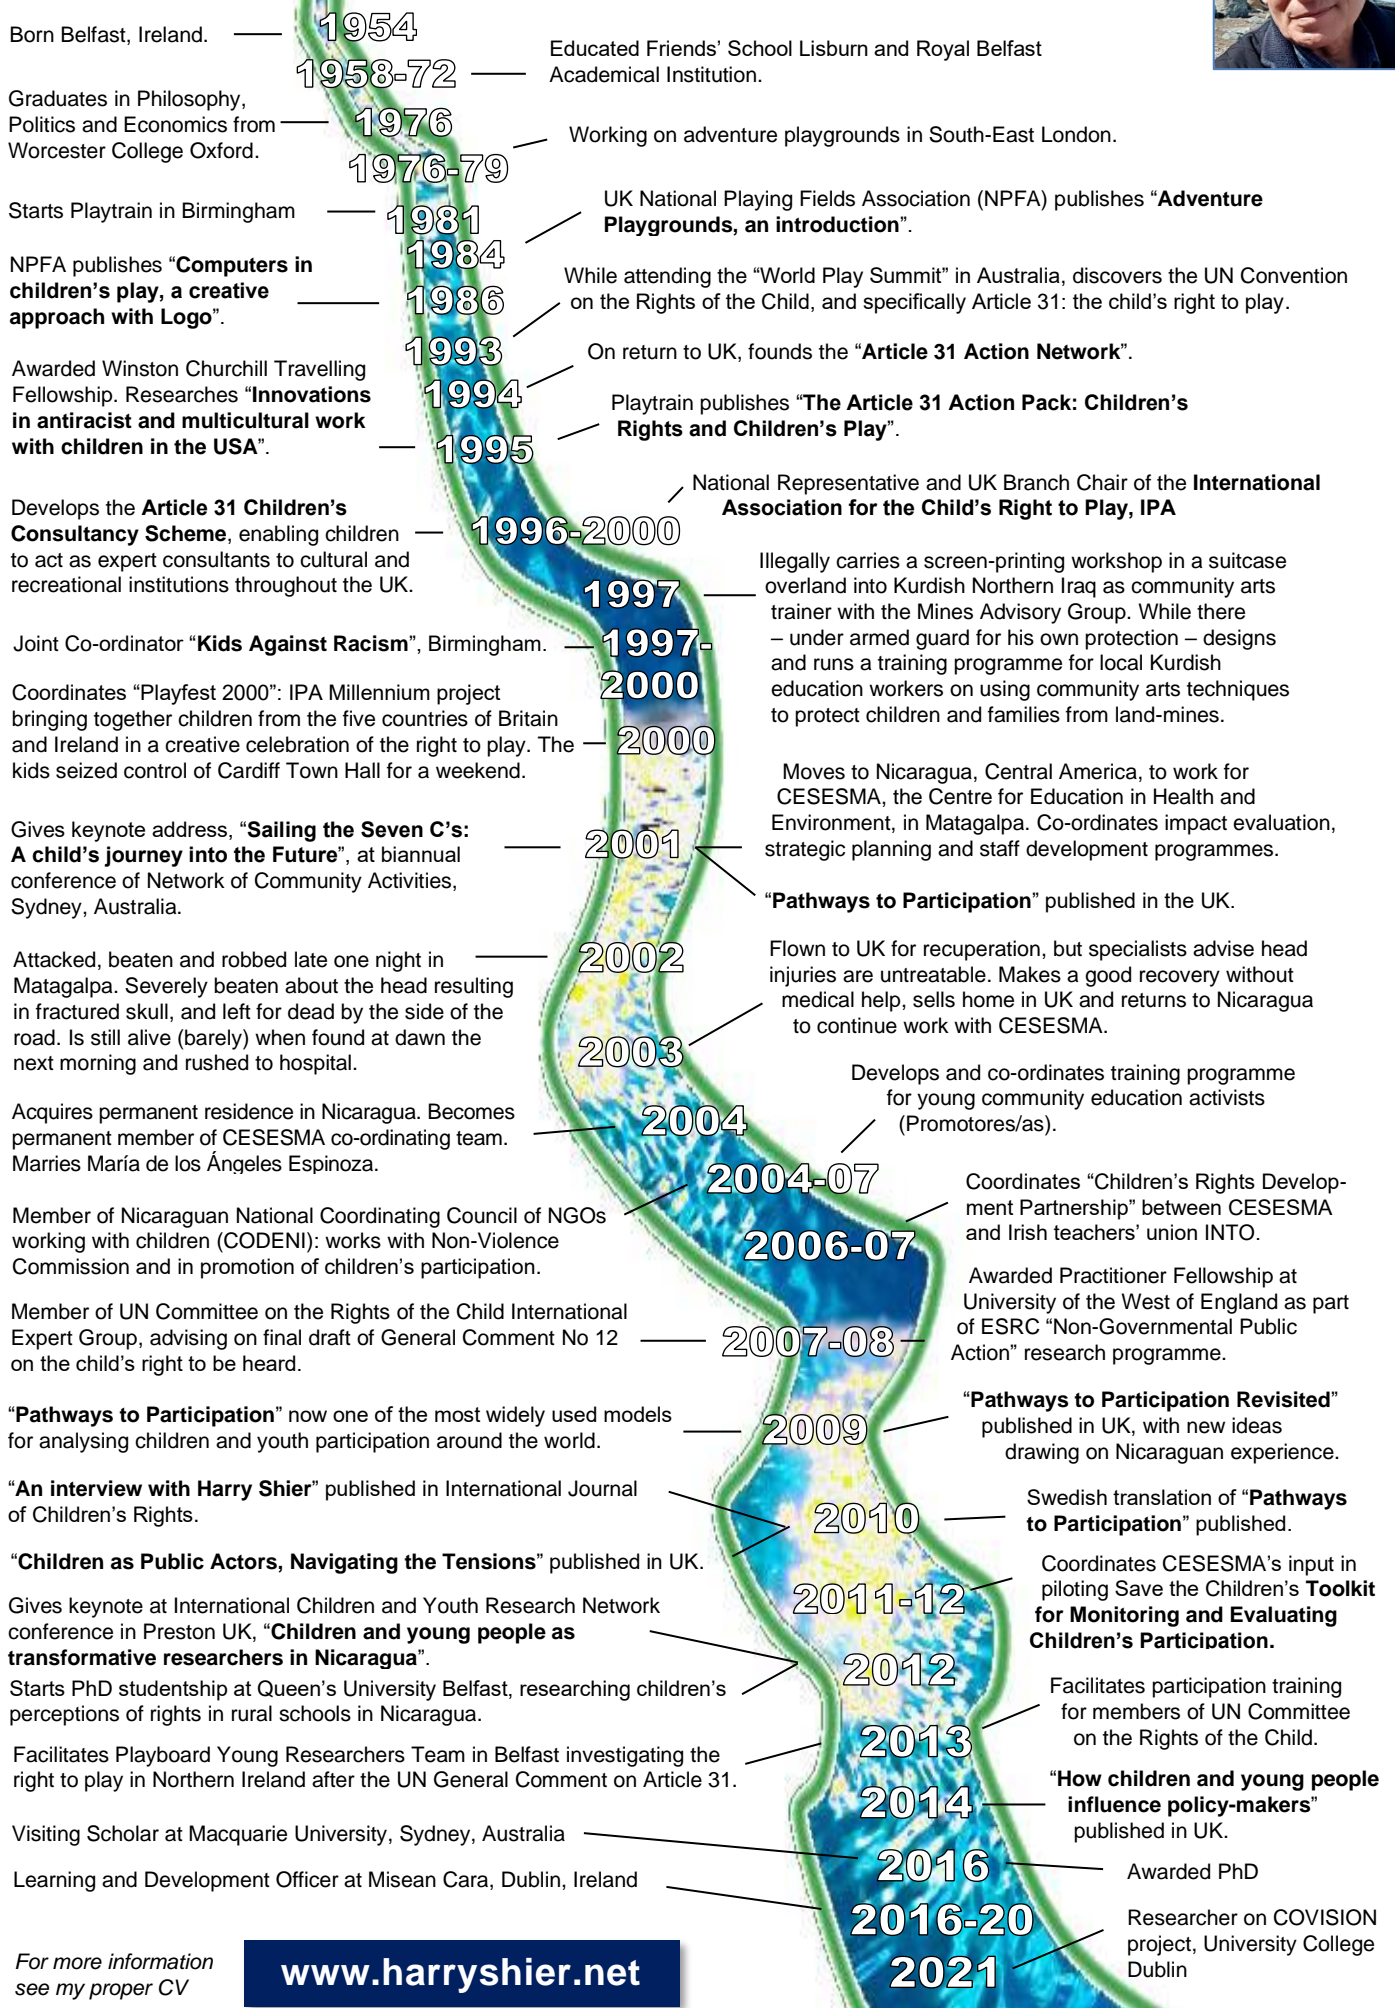 Born Belfast, Ireland.
1954
1958-72
Educated Friends’ School Lisburn and Royal Belfast
Academical Institution.
Graduates in Philosophy,
Politics and Economics from
Worcester College Oxford.
1976
1976-79
Working on adventure playgrounds in South-East London.
Starts Playtrain in Birmingham
1981
1984
UK National Playing Fields Association (NPFA) publishes “Adventure
Playgrounds, an introduction”.
NPFA publishes “Computers in
children’s play, a creative
approach with Logo”.
1986
While attending the “World Play Summit” in Australia, discovers the UN Convention
on the Rights of the Child, and specifically Article 31: the child’s right to play.
1993
On return to UK, founds the “Article 31 Action Network”.
1994
Awarded Winston Churchill Travelling
Fellowship. Researches “Innovations
in antiracist and multicultural work
with children in the USA”.
1995
Playtrain publishes “The Article 31 Action Pack: Children’s
Rights and Children’s Play”.
National Representative and UK Branch Chair of the International
Association for the Child’s Right to Play, IPA
Develops the Article 31 Children’s
Consultancy Scheme, enabling children
to act as expert consultants to cultural and
recreational institutions throughout the UK.
1996-2000
1997
Illegally carries a screen-printing workshop in a suitcase
overland into Kurdish Northern Iraq as community arts
trainer with the Mines Advisory Group. While there
– under armed guard for his own protection – designs
and runs a training programme for local Kurdish
education workers on using community arts techniques
to protect children and families from land-mines.
Joint Co-ordinator “Kids Against Racism”, Birmingham.
1997-
2000
Coordinates “Playfest 2000”: IPA Millennium project
bringing together children from the five countries of Britain
and Ireland in a creative celebration of the right to play. The
kids seized control of Cardiff Town Hall for a weekend.
2000
Moves to Nicaragua, Central America, to work for
CESESMA, the Centre for Education in Health and
Environment, in Matagalpa. Co-ordinates impact evaluation,
strategic planning and staff development programmes.
Gives keynote address, “Sailing the Seven C’s:
A child’s journey into the Future”, at biannual
conference of Network of Community Activities,
Sydney, Australia.
2001
“Pathways to Participation” published in the UK.
Attacked, beaten and robbed late one night in
Matagalpa. Severely beaten about the head resulting
in fractured skull, and left for dead by the side of the
road. Is still alive (barely) when found at dawn the
next morning and rushed to hospital.
2002
Flown to UK for recuperation, but specialists advise head
injuries are untreatable. Makes a good recovery without
medical help, sells home in UK and returns to Nicaragua
to continue work with CESESMA.
2003
Develops and co-ordinates training programme
for young community education activists
(Promotores/as).
Acquires permanent residence in Nicaragua. Becomes
permanent member of CESESMA co-ordinating team.
Marries María de los Ángeles Espinoza.
2004
2004-07
Coordinates “Children’s Rights Develop-
ment Partnership” between CESESMA
and Irish teachers’ union INTO.
Member of Nicaraguan National Coordinating Council of NGOs
working with children (CODENI): works with Non-Violence
Commission and in promotion of children’s participation.
2006-07
Awarded Practitioner Fellowship at
University of the West of England as part
of ESRC “Non-Governmental Public
Action” research programme.
Member of UN Committee on the Rights of the Child International
Expert Group, advising on final draft of General Comment No 12
on the child’s right to be heard.
2007-08
“Pathways to Participation” now one of the most widely used models
for analysing children and youth participation around the world.
2009
“Pathways to Participation Revisited”
published in UK, with new ideas
drawing on Nicaraguan experience.
“An interview with Harry Shier” published in International Journal
of Children’s Rights.
2010
Swedish translation of “Pathways
to Participation” published.
“Children as Public Actors, Navigating the Tensions” published in UK.
2011-12
Coordinates CESESMA’s input in
piloting Save the Children’s Toolkit
for Monitoring and Evaluating
Children’s Participation.
Gives keynote at International Children and Youth Research Network
conference in Preston UK, “Children and young people as
transformative researchers in Nicaragua”.
2012
Starts PhD studentship at Queen’s University Belfast, researching children’s
perceptions of rights in rural schools in Nicaragua.
Facilitates participation training
for members of UN Committee
on the Rights of the Child.
2013
Facilitates Playboard Young Researchers Team in Belfast investigating the
right to play in Northern Ireland after the UN General Comment on Article 31.
2014
“How children and young people
influence policy-makers”
published in UK.
Visiting Scholar at Macquarie University, Sydney, Australia
2016
Awarded PhD
Learning and Development Officer at Misean Cara, Dublin, Ireland
2016-20
Researcher on COVISION
project, University College
Dublin
2021
For more information
see my proper CV
www.harryshier.net